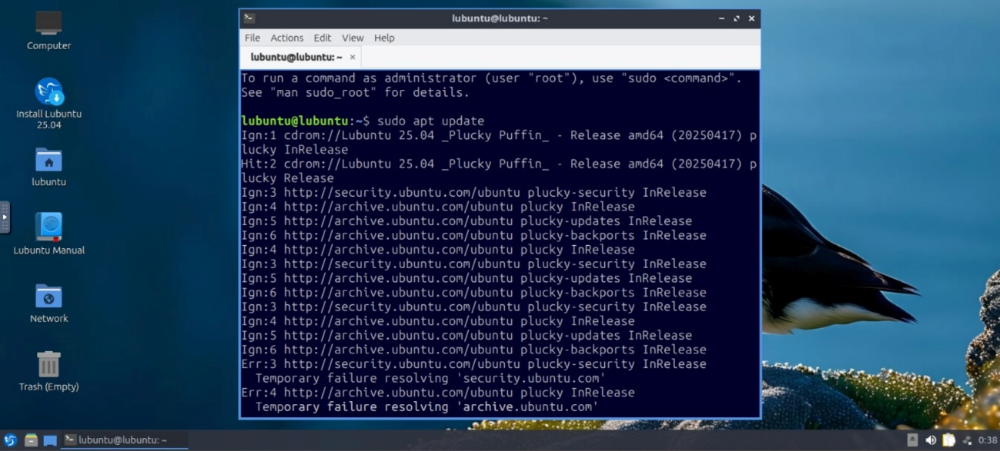 lubuntu@lubuntu: ~
File Actions Edit View Help
lubuntu@lubuntu: ~
To run a command as administrator (user "root"), use "sudo <command>".
See "man sudo_root" for details.
lubuntu@lubuntu:~$ sudo apt update
Ign:1 cdrom://Lubuntu 25.04 _Plucky Puffin_ - Release amd64 (20250417) p
lucky InRelease
Hit:2 cdrom://Lubuntu 25.04 _Plucky Puffin_ - Release amd64 (20250417) p
lucky Release
Ign:3 http://security.ubuntu.com/ubuntu plucky-security InRelease
Ign:4 http://archive.ubuntu.com/ubuntu plucky InRelease
Ign:5 http://archive.ubuntu.com/ubuntu plucky-updates InRelease
Ign:6 http://archive.ubuntu.com/ubuntu plucky-backports InRelease
Ign:4 http://archive.ubuntu.com/ubuntu plucky InRelease
Ign:3 http://security.ubuntu.com/ubuntu plucky-security InRelease
Ign:5 http://archive.ubuntu.com/ubuntu plucky-updates InRelease
Ign:6 http://archive.ubuntu.com/ubuntu plucky-backports InRelease
Ign:3 http://security.ubuntu.com/ubuntu plucky-security InRelease
Ign:4 http://archive.ubuntu.com/ubuntu plucky InRelease
Ign:5 http://archive.ubuntu.com/ubuntu plucky-updates InRelease
Ign:6 http://archive.ubuntu.com/ubuntu plucky-backports InRelease
Err:3 http://security.ubuntu.com/ubuntu plucky-security InRelease
  Temporary failure resolving 'security.ubuntu.com'
Err:4 http://archive.ubuntu.com/ubuntu plucky InRelease
  Temporary failure resolving 'archive.ubuntu.com'
Computer
Install Lubuntu
25.04
lubuntu
Lubuntu Manual
Network
Trash (Empty)
lubuntu@lubuntu: ~
0:38